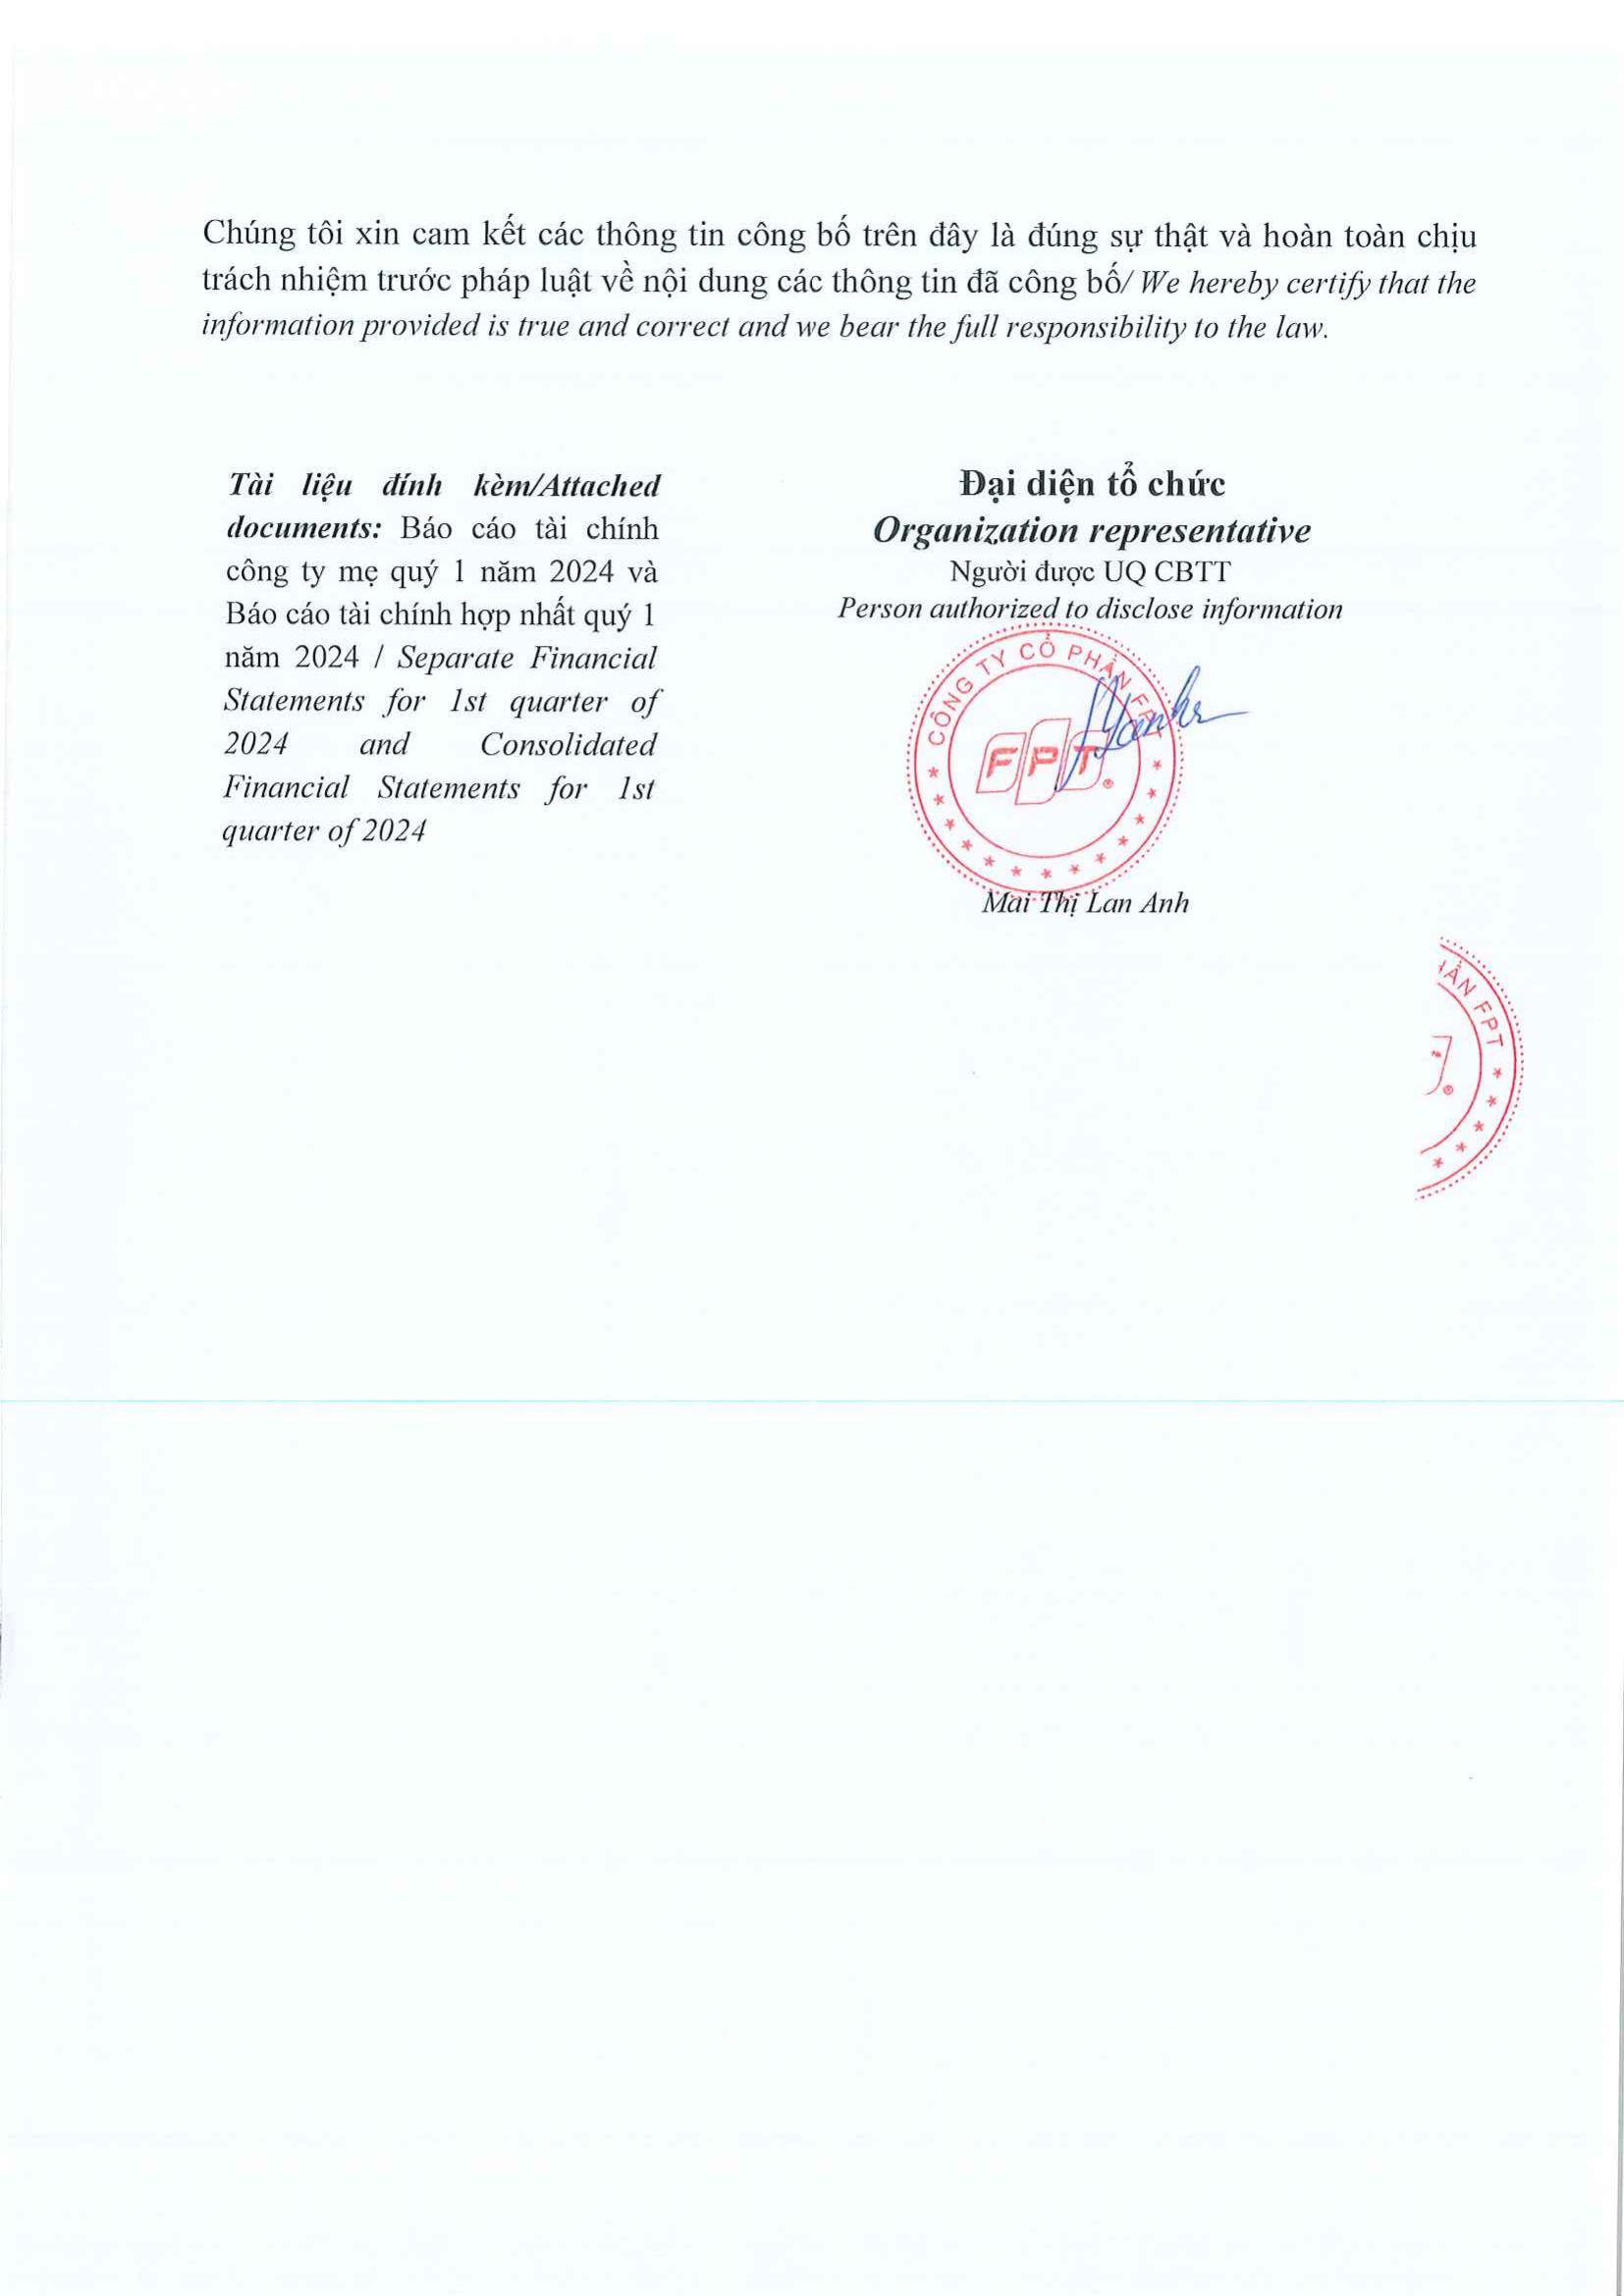 Chúng tôi xin cam kết các thông tin công bố trên đây là đúng sự thật và hoàn toàn chịu
trách nhiệm trước pháp luật về nội dung các thông tin đã công bố/ We hereby certify that the
information provided is true and correct and we bear the full responsibility to the law.
Tài liệu đính kèm/Attached
documents: Báo cáo tài chính
công ty mẹ quý 1 năm 2024 và
Báo cáo tài chính hợp nhất quý 1
năm 2024 / Separate Financial
Statements for 1st quarter of
2024 and Consolidated
Financial Statements for 1st
quarter of 2024
Đại diện tổ chức
Organization representative
Người được UQ CBTT
Person authorized to disclose information
CÔNG TY CỔ PHẦN FPT
FPT®
Mai Thị Lan Anh
FPT
®